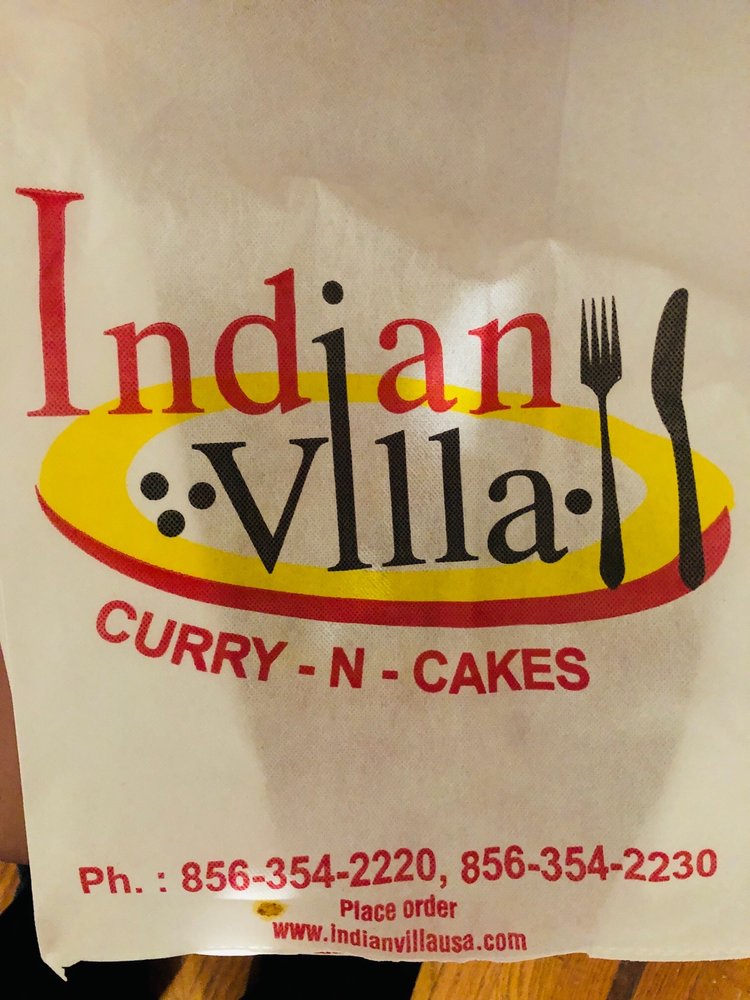 Indian
Villa
CURRY - N - CAKES
Ph. : 856-354-2220, 856-354-2230
Place order
www.indianvillausa.com